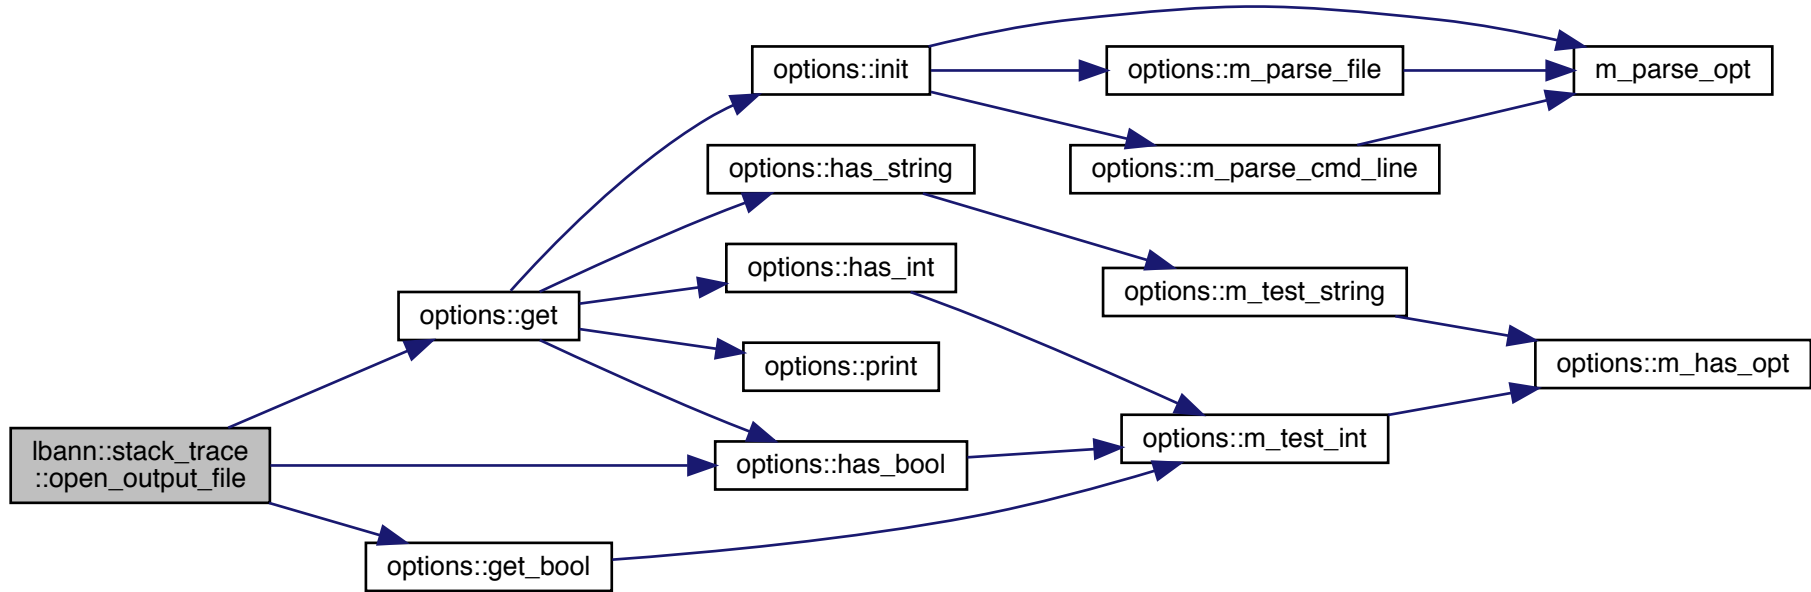 options::init
options::m_parse_file
m_parse_opt
options::has_string
options::m_parse_cmd_line
options::has_int
options::m_test_string
options::get
options::print
options::m_has_opt
lbann::stack_trace
::open_output_file
options::has_bool
options::m_test_int
options::get_bool